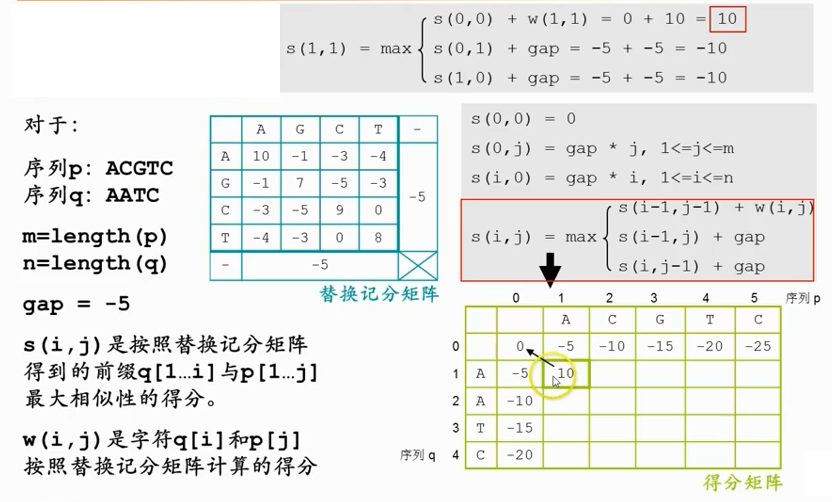 s(0,0) + w(1,1) = 0 + 10 = 10
s(1,1) = max
s(0,1) + gap = -5 + -5 = -10
s(1,0) + gap = -5 + -5 = -10
对于:
序列p: ACGTC
序列q: AATC
m=length(p)
n=length(q)
gap = -5
s(i,j)是按照替换记分矩阵
得到的前缀q[1…i]与p[1…j]
最大相似性的得分。
w(i,j)是字符q[i]和p[j]
按照替换记分矩阵计算的得分
A G C T -
A 10 -1 -3 -4
G -1 7 -5 -3
-5
C -3 -5 9 0
T -4 -3 0 8
- -5
替换记分矩阵
s(0,0) = 0
s(0,j) = gap * j, 1<=j<=m
s(i,0) = gap * i, 1<=i<=n
s(i-1,j-1) + w(i,j)
s(i,j) = max
s(i-1,j) + gap
s(i,j-1) + gap
0 1 2 3 4 5 序列 p
A C G T C
0 0 -5 -10 -15 -20 -25
1 A -5 10
2 A -10
3 T -15
序列 q 4 C -20
得分矩阵